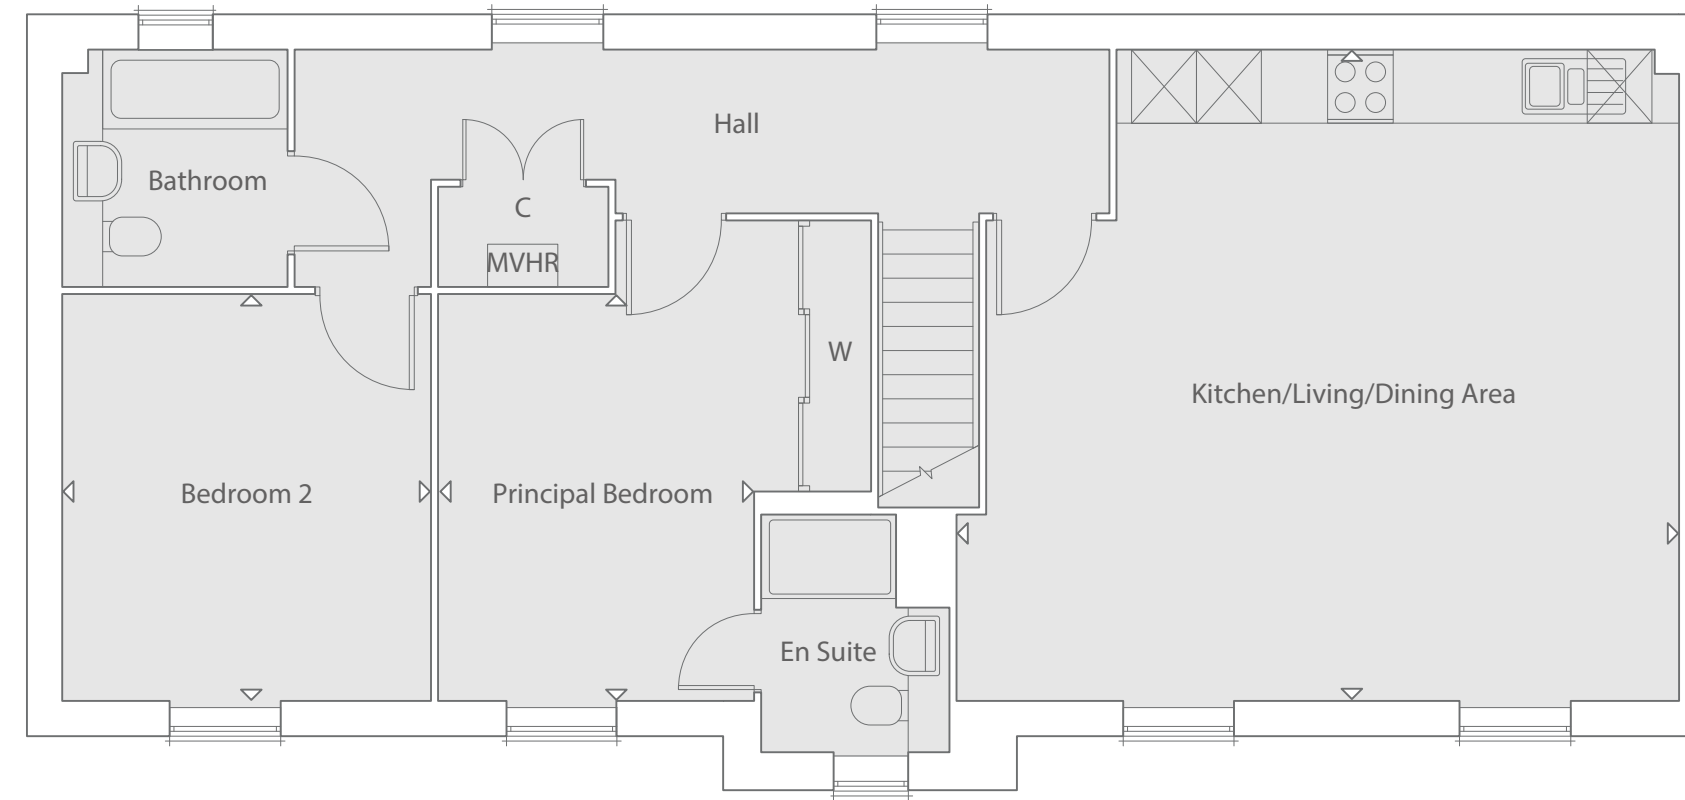 Hall
Bathroom
C
MVHR
W
Kitchen/Living/Dining Area
Bedroom 2
Principal Bedroom
En Suite